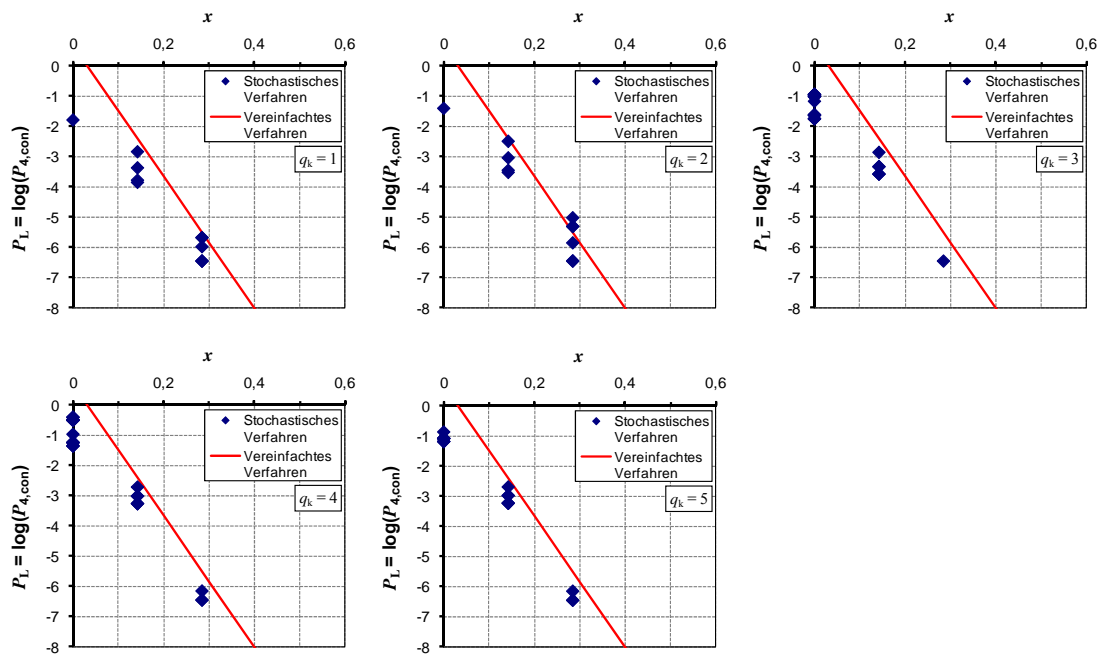 x
0 0,2 0,4 0,6
0
-1
-2
-3
-4
-5
-6
-7
-8
P_L = log(P_4,con)
Stochastisches
Verfahren
Vereinfachtes
Verfahren
q_k = 1
x
0 0,2 0,4 0,6
0
-1
-2
-3
-4
-5
-6
-7
-8
P_L = log(P_4,con)
Stochastisches
Verfahren
Vereinfachtes
Verfahren
q_k = 2
x
0 0,2 0,4 0,6
0
-1
-2
-3
-4
-5
-6
-7
-8
P_L = log(P_4,con)
Stochastisches
Verfahren
Vereinfachtes
Verfahren
q_k = 3
x
0 0,2 0,4 0,6
0
-1
-2
-3
-4
-5
-6
-7
-8
P_L = log(P_4,con)
Stochastisches
Verfahren
Vereinfachtes
Verfahren
q_k = 4
x
0 0,2 0,4 0,6
0
-1
-2
-3
-4
-5
-6
-7
-8
P_L = log(P_4,con)
Stochastisches
Verfahren
Vereinfachtes
Verfahren
q_k = 5